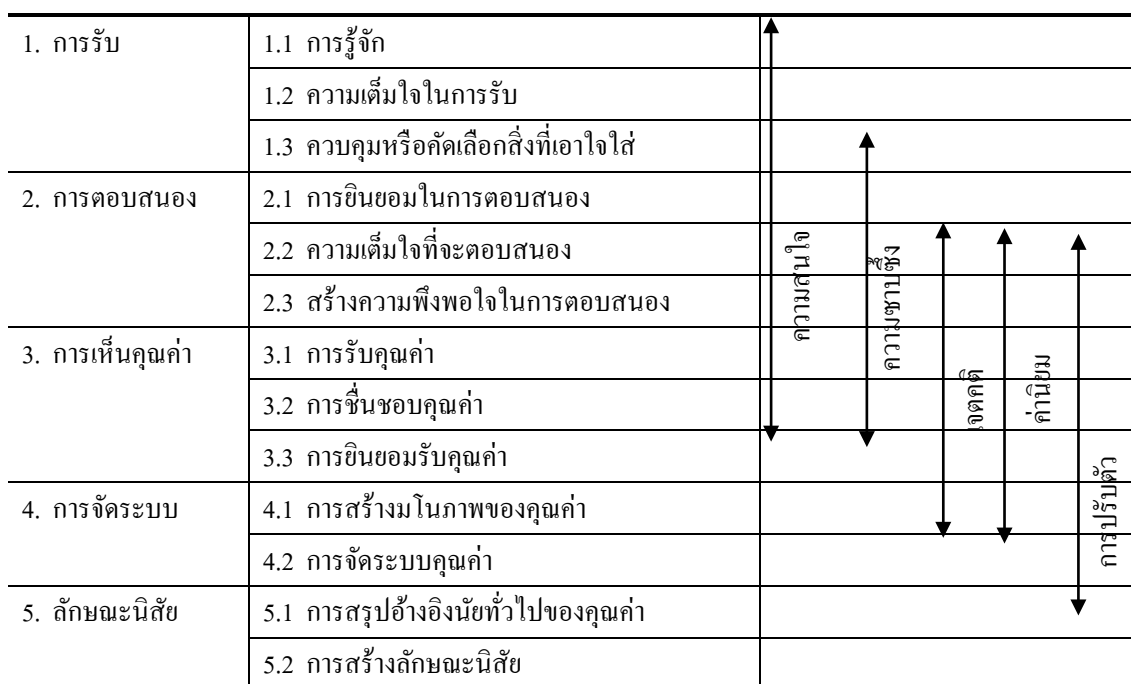 1. การรับ
1.1 การรู้จัก
1.2 ความเต็มใจในการรับ
1.3 ควบคุมหรือคัดเลือกสิ่งที่เอาใจใส่
2. การตอบสนอง
2.1 การยินยอมในการตอบสนอง
2.2 ความเต็มใจที่จะตอบสนอง
2.3 สร้างความพึงพอใจในการตอบสนอง
3. การเห็นคุณค่า
3.1 การรับคุณค่า
3.2 การชื่นชอบคุณค่า
3.3 การยินยอมรับคุณค่า
4. การจัดระบบ
4.1 การสร้างมโนภาพของคุณค่า
4.2 การจัดระบบคุณค่า
5. ลักษณะนิสัย
5.1 การสรุปอ้างอิงนัยทั่วไปของคุณค่า
5.2 การสร้างลักษณะนิสัย
ความสนใจ
ความซาบซึ้ง
เจตคติ
ค่านิยม
การปรับตัว